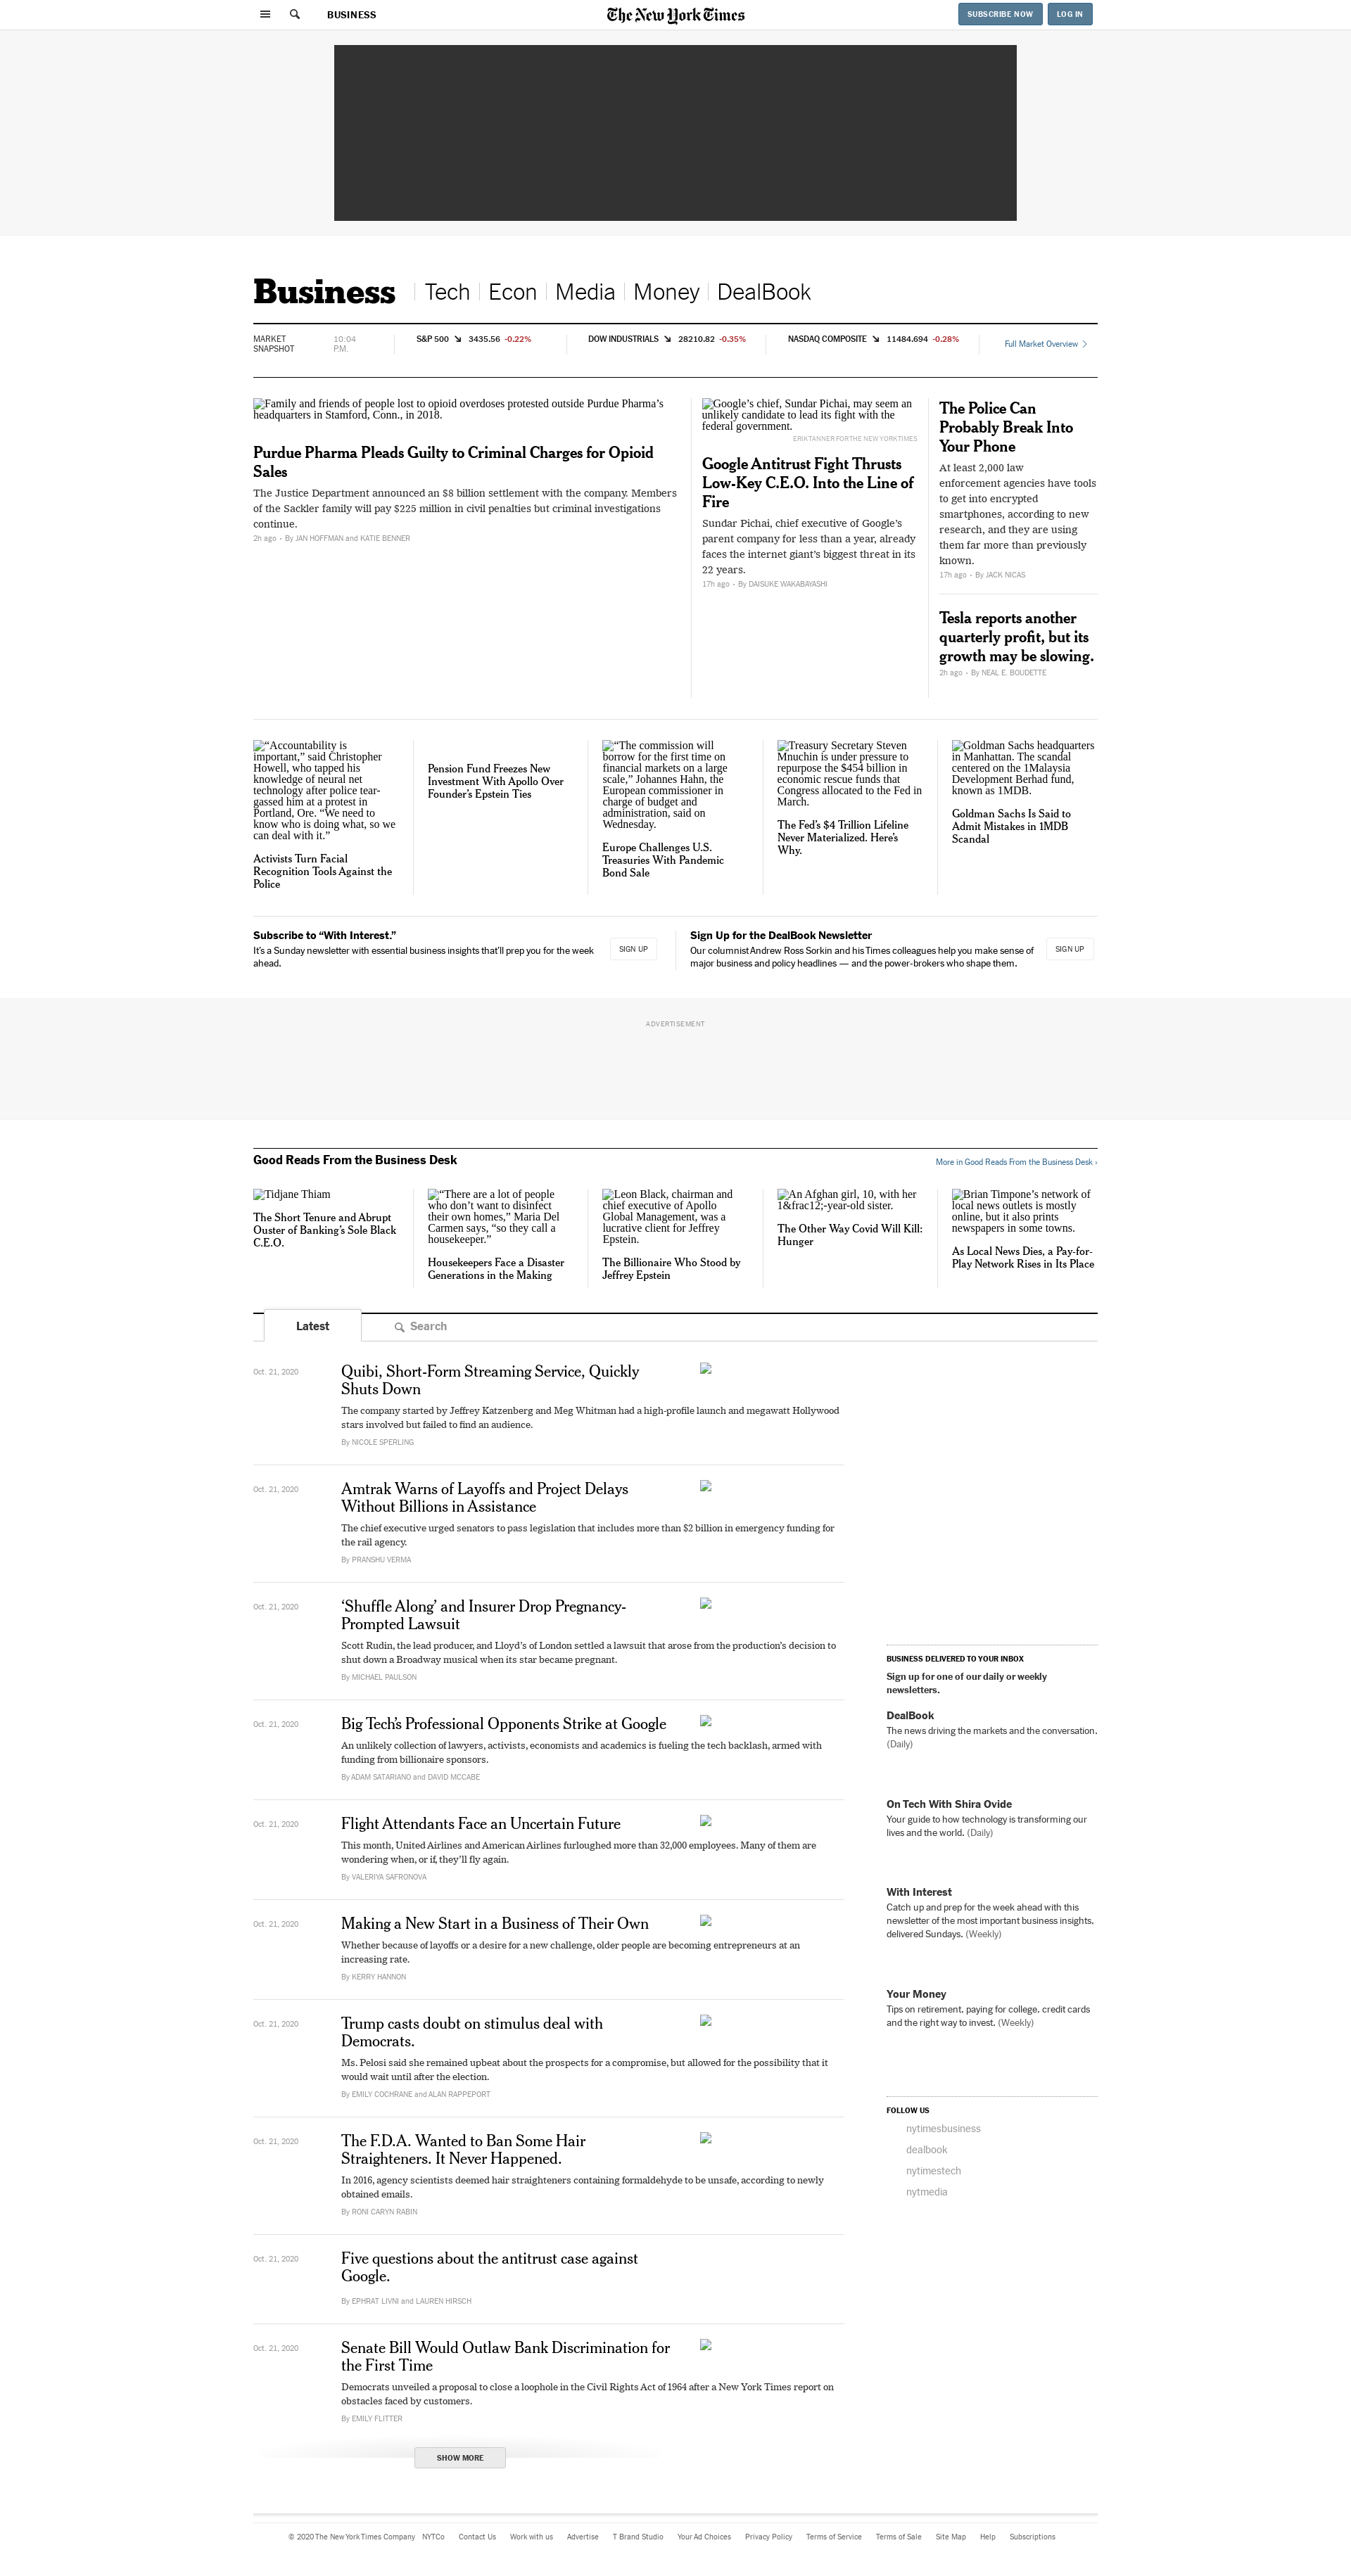 BUSINESS
The New York Times
SUBSCRIBE NOW
LOG IN
Business
Tech
Econ
Media
Money
DealBook
MARKET
SNAPSHOT
10:04
P.M.
S&P 500 3435.56 -0.22%
DOW INDUSTRIALS 28210.82 -0.35%
NASDAQ COMPOSITE 11484.694 -0.28%
Full Market Overview
Family and friends of people lost to opioid overdoses protested outside Purdue Pharma’s
headquarters in Stamford, Conn., in 2018.
Purdue Pharma Pleads Guilty to Criminal Charges for Opioid
Sales
The Justice Department announced an $8 billion settlement with the company. Members
of the Sackler family will pay $225 million in civil penalties but criminal investigations
continue.
2h ago • By JAN HOFFMAN and KATIE BENNER
Google’s chief, Sundar Pichai, may seem an
unlikely candidate to lead its fight with the
federal government.
ERIK TANNER FOR THE NEW YORK TIMES
Google Antitrust Fight Thrusts
Low-Key C.E.O. Into the Line of
Fire
Sundar Pichai, chief executive of Google’s
parent company for less than a year, already
faces the internet giant’s biggest threat in its
22 years.
17h ago • By DAISUKE WAKABAYASHI
The Police Can
Probably Break Into
Your Phone
At least 2,000 law
enforcement agencies have tools
to get into encrypted
smartphones, according to new
research, and they are using
them far more than previously
known.
17h ago • By JACK NICAS
Tesla reports another
quarterly profit, but its
growth may be slowing.
2h ago • By NEAL E. BOUDETTE
“Accountability is
important,” said Christopher
Howell, who tapped his
knowledge of neural net
technology after police tear-
gassed him at a protest in
Portland, Ore. “We need to
know who is doing what, so we
can deal with it.”
Activists Turn Facial
Recognition Tools Against the
Police
Pension Fund Freezes New
Investment With Apollo Over
Founder’s Epstein Ties
“The commission will
borrow for the first time on
financial markets on a large
scale,” Johannes Hahn, the
European commissioner in
charge of budget and
administration, said on
Wednesday.
Europe Challenges U.S.
Treasuries With Pandemic
Bond Sale
Treasury Secretary Steven
Mnuchin is under pressure to
repurpose the $454 billion in
economic rescue funds that
Congress allocated to the Fed in
March.
The Fed’s $4 Trillion Lifeline
Never Materialized. Here’s
Why.
Goldman Sachs headquarters
in Manhattan. The scandal
centered on the 1Malaysia
Development Berhad fund,
known as 1MDB.
Goldman Sachs Is Said to
Admit Mistakes in 1MDB
Scandal
Subscribe to “With Interest.”
It’s a Sunday newsletter with essential business insights that’ll prep you for the week
ahead.
SIGN UP
Sign Up for the DealBook Newsletter
Our columnist Andrew Ross Sorkin and his Times colleagues help you make sense of
major business and policy headlines — and the power-brokers who shape them.
SIGN UP
ADVERTISEMENT
Good Reads From the Business Desk
More in Good Reads From the Business Desk ›
Tidjane Thiam
The Short Tenure and Abrupt
Ouster of Banking’s Sole Black
C.E.O.
“There are a lot of people
who don’t want to disinfect
their own homes,” Maria Del
Carmen says, “so they call a
housekeeper.”
Housekeepers Face a Disaster
Generations in the Making
Leon Black, chairman and
chief executive of Apollo
Global Management, was a
lucrative client for Jeffrey
Epstein.
The Billionaire Who Stood by
Jeffrey Epstein
An Afghan girl, 10, with her
1&frac12;-year-old sister.
The Other Way Covid Will Kill:
Hunger
Brian Timpone’s network of
local news outlets is mostly
online, but it also prints
newspapers in some towns.
As Local News Dies, a Pay-for-
Play Network Rises in Its Place
Latest
Search
Oct. 21, 2020
Quibi, Short-Form Streaming Service, Quickly
Shuts Down
The company started by Jeffrey Katzenberg and Meg Whitman had a high-profile launch and megawatt Hollywood
stars involved but failed to find an audience.
By NICOLE SPERLING
Oct. 21, 2020
Amtrak Warns of Layoffs and Project Delays
Without Billions in Assistance
The chief executive urged senators to pass legislation that includes more than $2 billion in emergency funding for
the rail agency.
By PRANSHU VERMA
Oct. 21, 2020
‘Shuffle Along’ and Insurer Drop Pregnancy-
Prompted Lawsuit
Scott Rudin, the lead producer, and Lloyd’s of London settled a lawsuit that arose from the production’s decision to
shut down a Broadway musical when its star became pregnant.
By MICHAEL PAULSON
Oct. 21, 2020
Big Tech’s Professional Opponents Strike at Google
An unlikely collection of lawyers, activists, economists and academics is fueling the tech backlash, armed with
funding from billionaire sponsors.
By ADAM SATARIANO and DAVID MCCABE
Oct. 21, 2020
Flight Attendants Face an Uncertain Future
This month, United Airlines and American Airlines furloughed more than 32,000 employees. Many of them are
wondering when, or if, they’ll fly again.
By VALERIYA SAFRONOVA
Oct. 21, 2020
Making a New Start in a Business of Their Own
Whether because of layoffs or a desire for a new challenge, older people are becoming entrepreneurs at an
increasing rate.
By KERRY HANNON
Oct. 21, 2020
Trump casts doubt on stimulus deal with
Democrats.
Ms. Pelosi said she remained upbeat about the prospects for a compromise, but allowed for the possibility that it
would wait until after the election.
By EMILY COCHRANE and ALAN RAPPEPORT
Oct. 21, 2020
The F.D.A. Wanted to Ban Some Hair
Straighteners. It Never Happened.
In 2016, agency scientists deemed hair straighteners containing formaldehyde to be unsafe, according to newly
obtained emails.
By RONI CARYN RABIN
Oct. 21, 2020
Five questions about the antitrust case against
Google.
By EPHRAT LIVNI and LAUREN HIRSCH
Oct. 21, 2020
Senate Bill Would Outlaw Bank Discrimination for
the First Time
Democrats unveiled a proposal to close a loophole in the Civil Rights Act of 1964 after a New York Times report on
obstacles faced by customers.
By EMILY FLITTER
SHOW MORE
BUSINESS DELIVERED TO YOUR INBOX
Sign up for one of our daily or weekly
newsletters.
DealBook
The news driving the markets and the conversation.
(Daily)
On Tech With Shira Ovide
Your guide to how technology is transforming our
lives and the world. (Daily)
With Interest
Catch up and prep for the week ahead with this
newsletter of the most important business insights,
delivered Sundays. (Weekly)
Your Money
Tips on retirement, paying for college, credit cards
and the right way to invest. (Weekly)
FOLLOW US
nytimesbusiness
dealbook
nytimestech
nytmedia
© 2020 The New York Times Company NYTCo Contact Us Work with us Advertise T Brand Studio Your Ad Choices Privacy Policy Terms of Service Terms of Sale Site Map Help Subscriptions